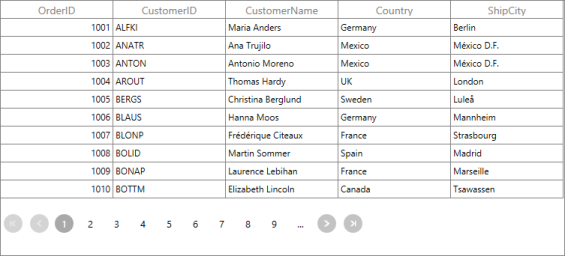 OrderID CustomerID CustomerName Country ShipCity
1001 ALFKI Maria Anders Germany Berlin
1002 ANATR Ana Trujilo Mexico México D.F.
1003 ANTON Antonio Moreno Mexico México D.F.
1004 AROUT Thomas Hardy UK London
1005 BERGS Christina Berglund Sweden Luleå
1006 BLAUS Hanna Moos Germany Mannheim
1007 BLONP Frédérique Citeaux France Strasbourg
1008 BOLID Martin Sommer Spain Madrid
1009 BONAP Laurence Lebihan France Marseille
1010 BOTTM Elizabeth Lincoln Canada Tsawassen
1 2 3 4 5 6 7 8 9 ...